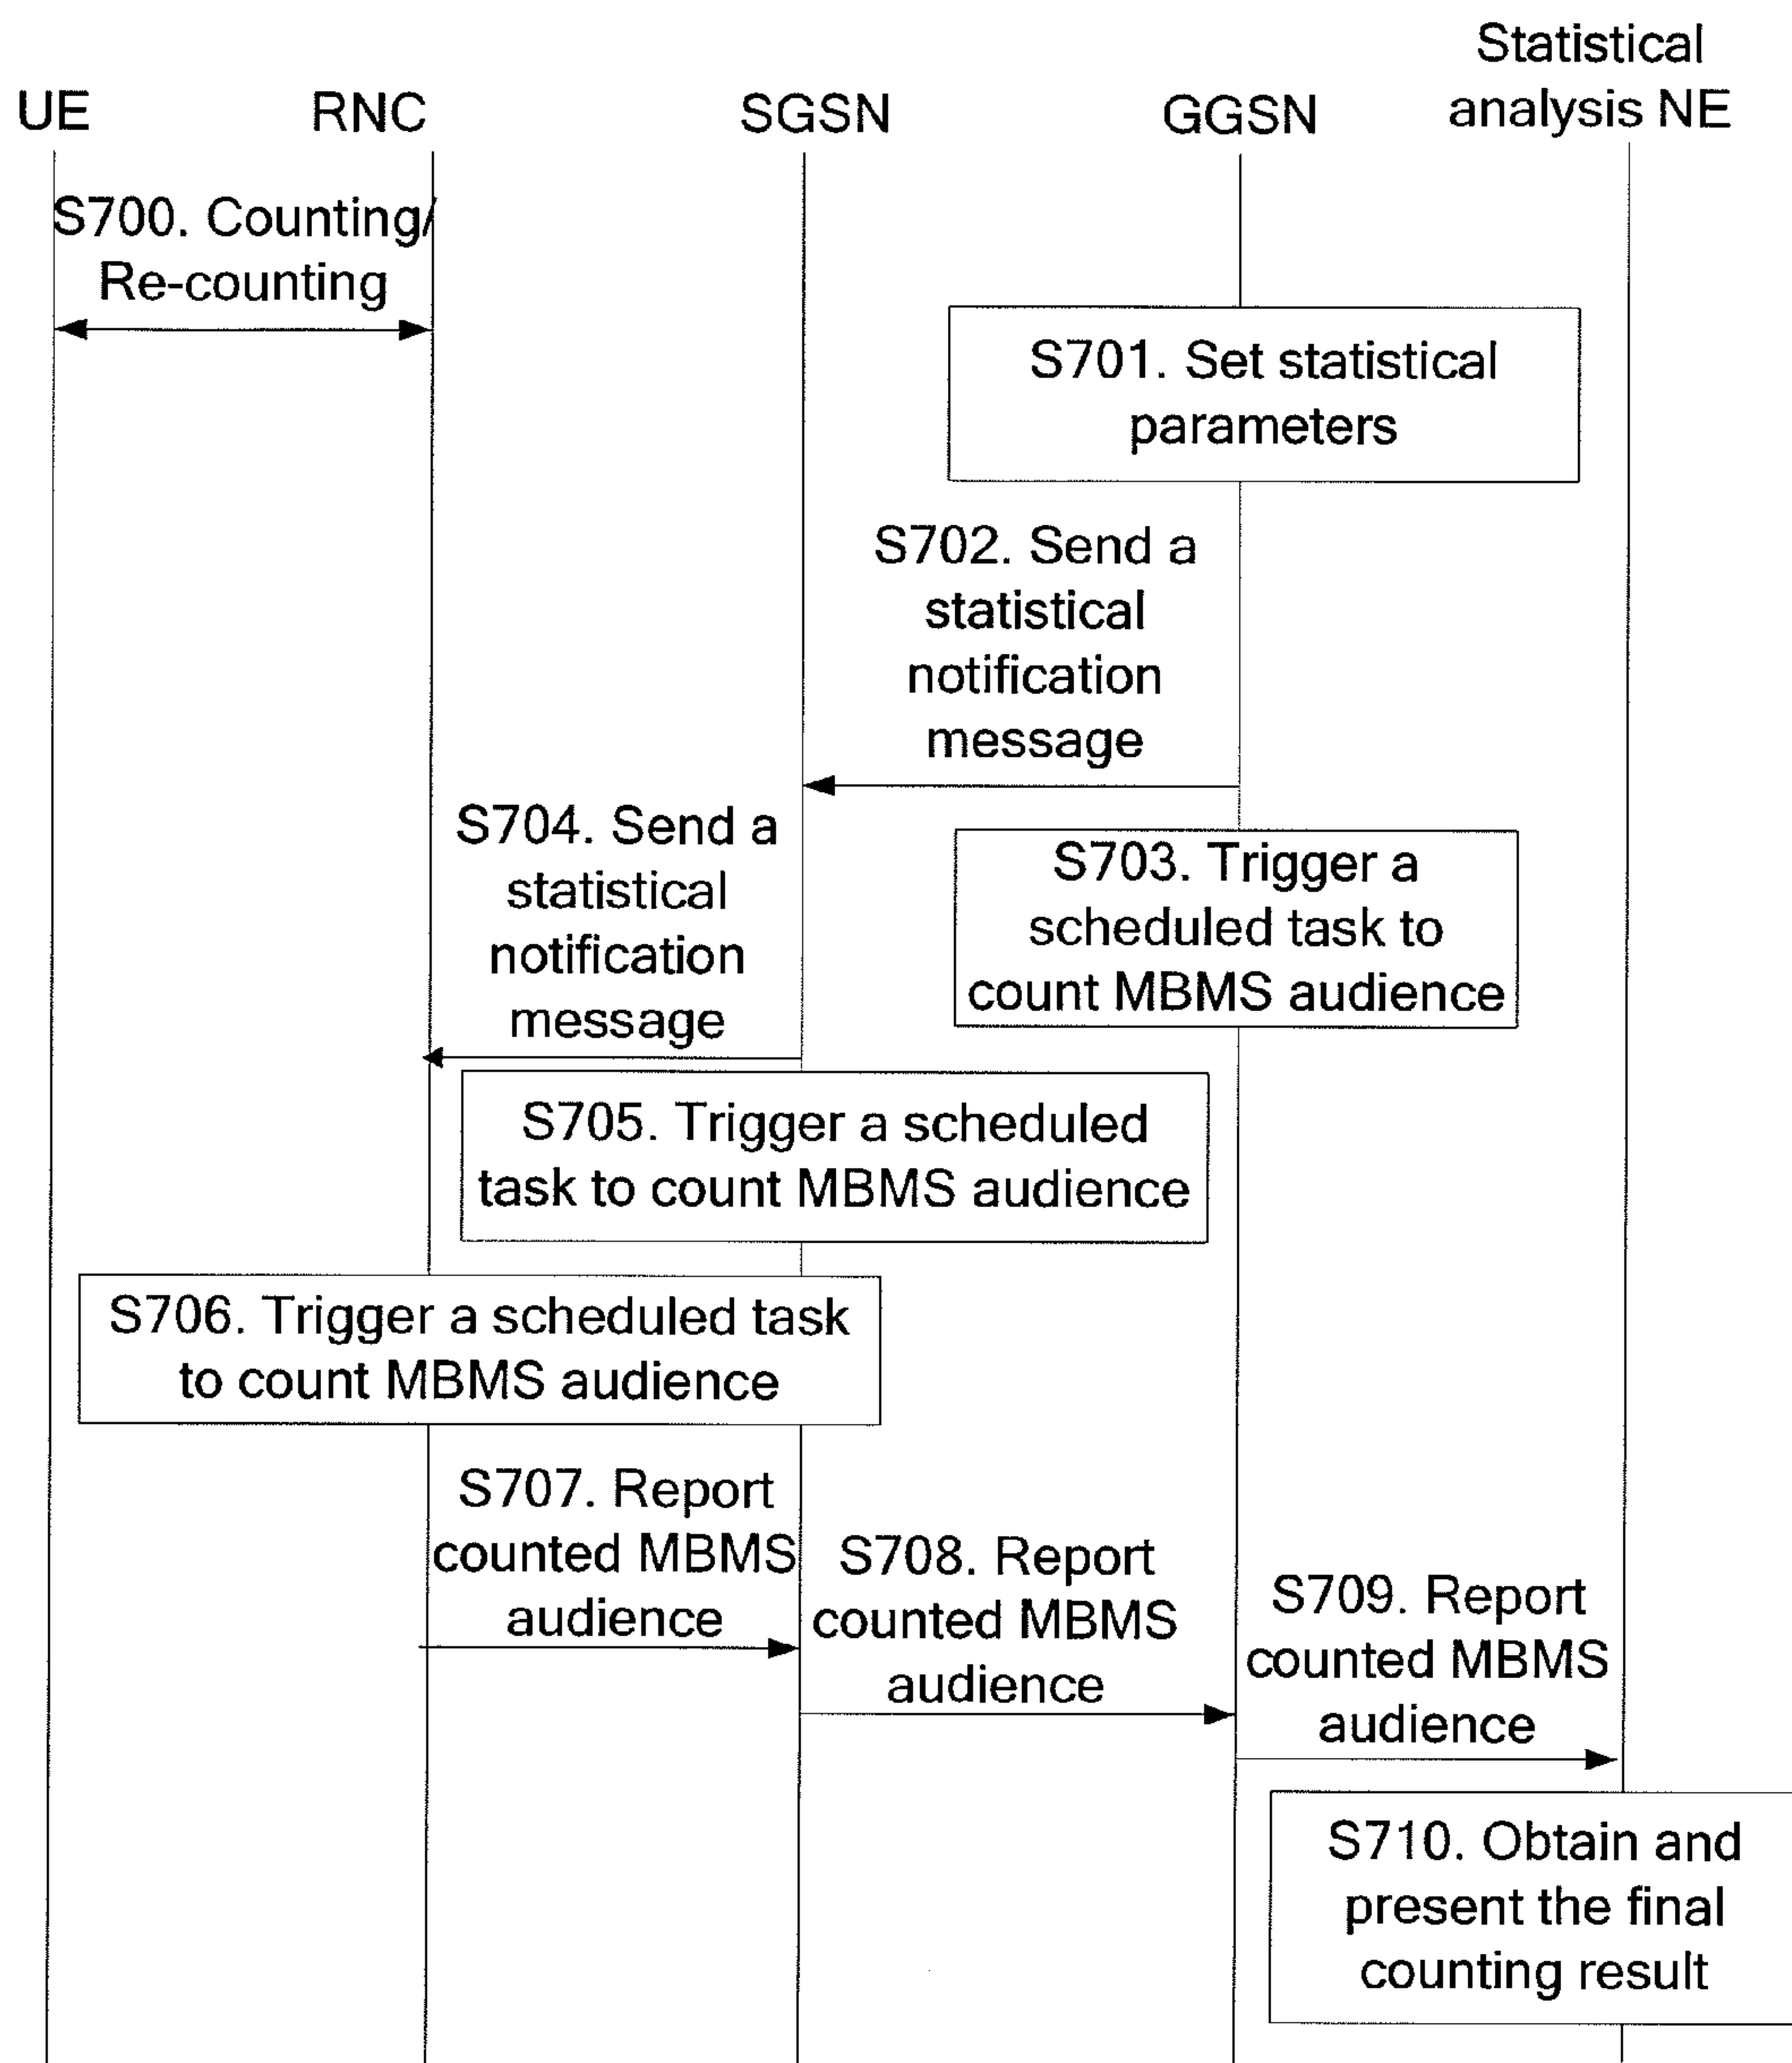 Statistical
analysis NE
UE
RNC
SGSN
GGSN
S700. Counting/
Re-counting
S701. Set statistical
parameters
S702. Send a
statistical
notification
message
S703. Trigger a
scheduled task to
count MBMS audience
S704. Send a
statistical
notification
message
S705. Trigger a scheduled
task to count MBMS audience
S706. Trigger a scheduled task
to count MBMS audience
S707. Report
counted MBMS
audience
S708. Report
counted MBMS
audience
S709. Report
counted MBMS
audience
S710. Obtain and
present the final
counting result